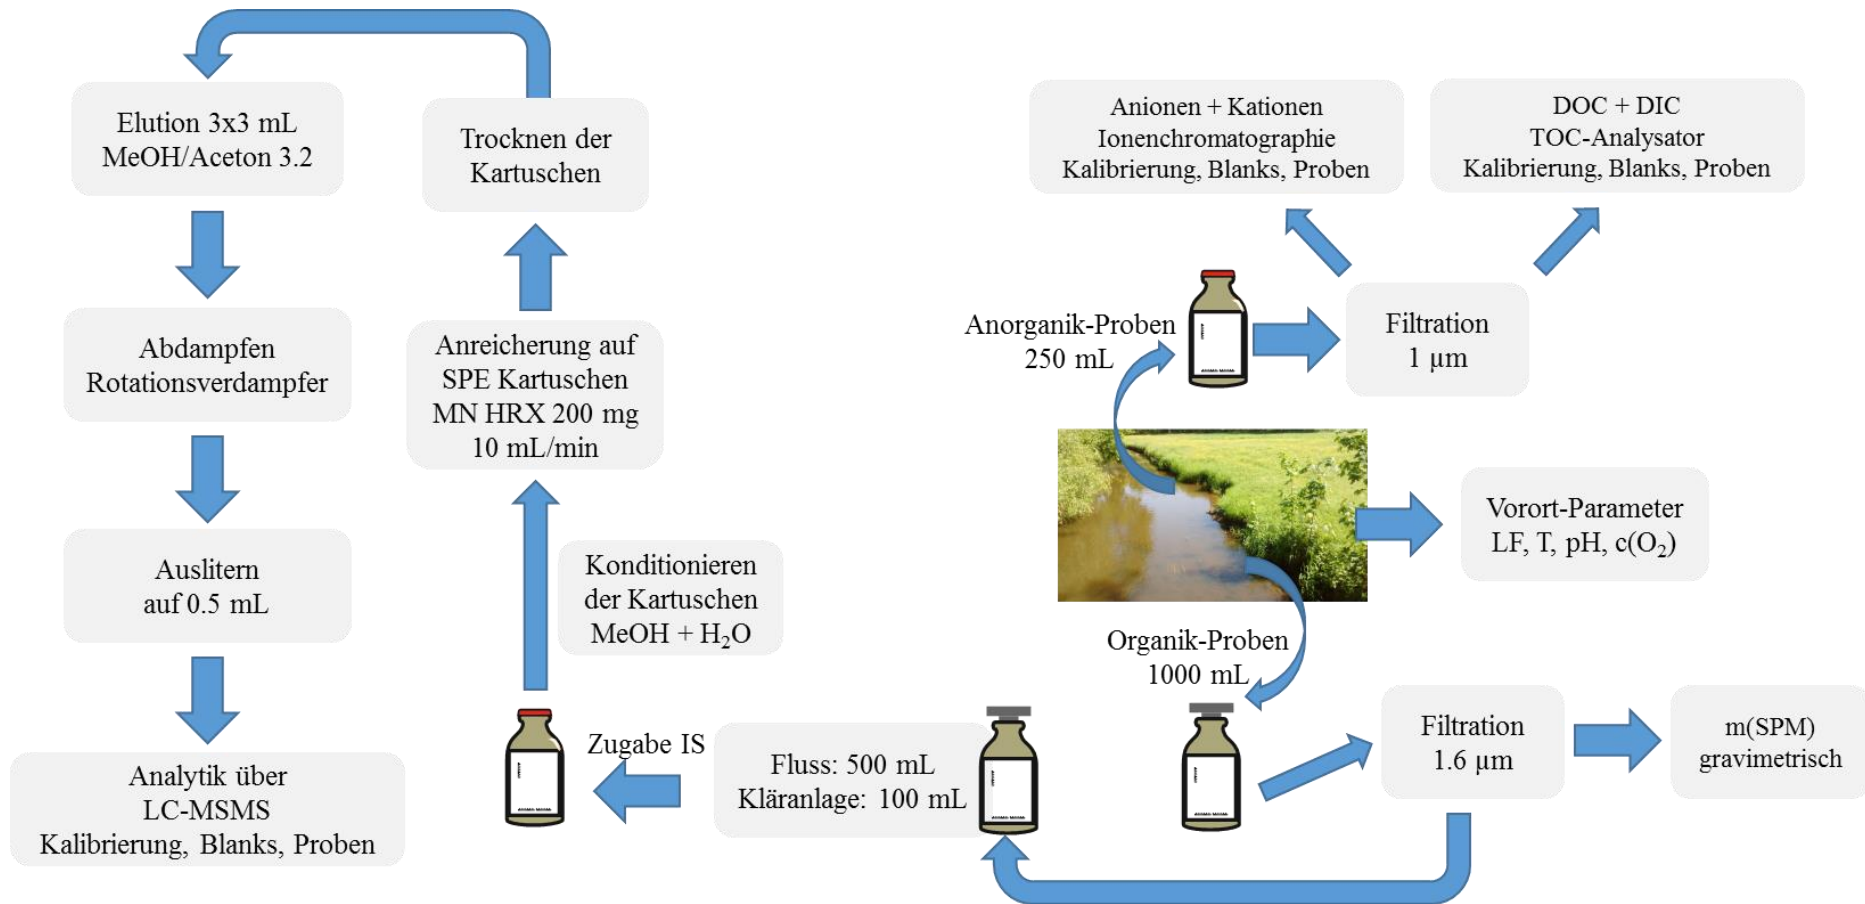 Elution 3x3 mL
MeOH/Aceton 3.2
Abdampfen
Rotationsverdampfer
Auslitern
auf 0.5 mL
Analytik über
LC-MSMS
Kalibrierung, Blanks, Proben
Trocknen der
Kartuschen
Anreicherung auf
SPE Kartuschen
MN HRX 200 mg
10 mL/min
Konditionieren
der Kartuschen
MeOH + H₂O
Zugabe IS
Fluss: 500 mL
Kläranlage: 100 mL
Anionen + Kationen
Ionenchromatographie
Kalibrierung, Blanks, Proben
DOC + DIC
TOC-Analysator
Kalibrierung, Blanks, Proben
Anorganik-Proben
250 mL
Filtration
1 µm
Vorort-Parameter
LF, T, pH, c(O₂)
Organik-Proben
1000 mL
Filtration
1.6 µm
m(SPM)
gravimetrisch